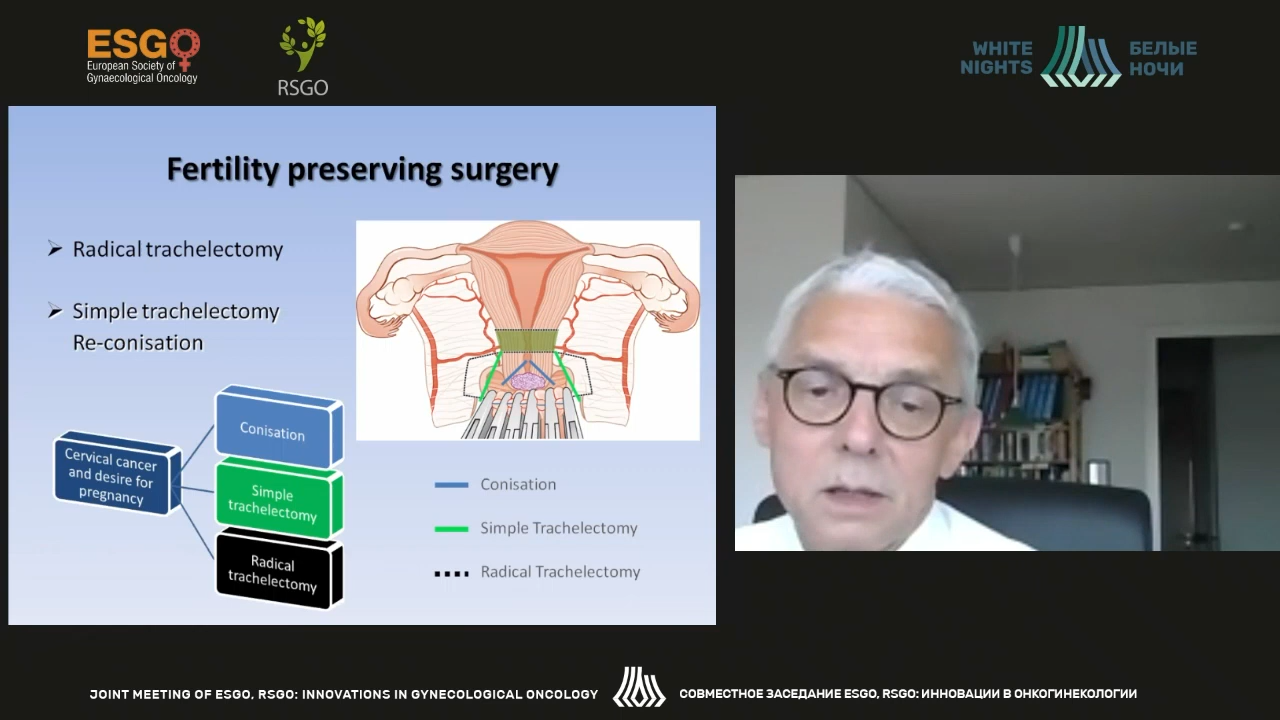 ESGO
European Society of
Gynaecological Oncology
RSGO
WHITE
NIGHTS
БЕЛЫЕ
НОЧИ
Fertility preserving surgery
Radical trachelectomy
Simple trachelectomy
Re-conisation
Cervical cancer
and desire for
pregnancy
Conisation
Simple
trachelectomy
Radical
trachelectomy
Conisation
Simple Trachelectomy
Radical Trachelectomy
JOINT MEETING OF ESGO, RSGO: INNOVATIONS IN GYNECOLOGICAL ONCOLOGY
СОВМЕСТНОЕ ЗАСЕДАНИЕ ESGO, RSGO: ИННОВАЦИИ В ОНКОГИНЕКОЛОГИИ